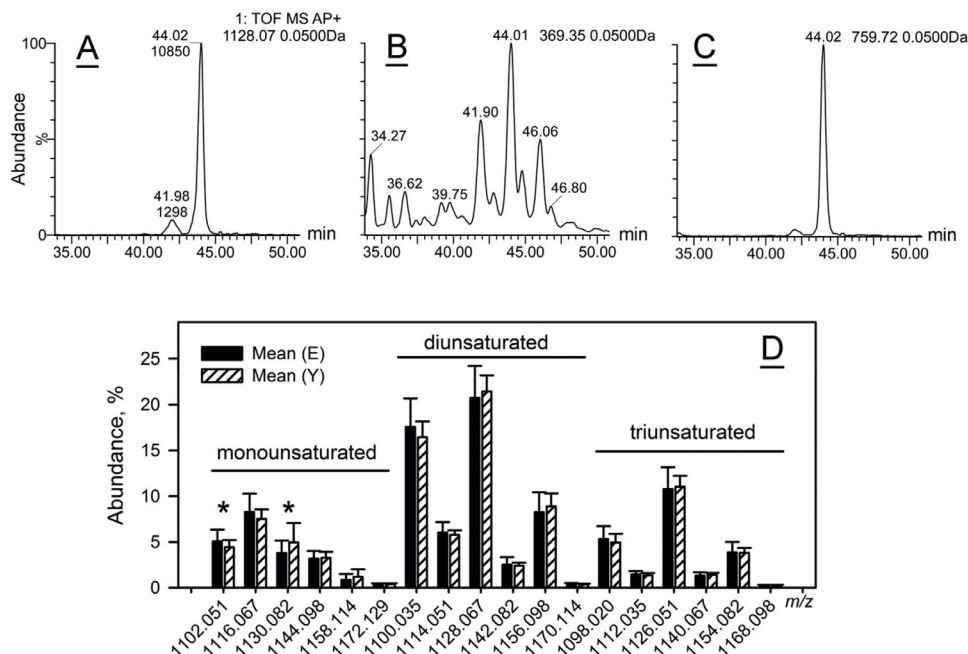 1: TOF MS AP+
A
44.02
10850
1128.07 0.0500Da
41.98
1298
100
%
0
Abundance
35.00
40.00
45.00
50.00
min
B
44.01
369.35 0.0500Da
34.27
36.62
39.75
41.90
46.06
46.80
35.00
40.00
45.00
50.00
min
C
44.02
759.72 0.0500Da
35.00
40.00
45.00
50.00
min
D
Mean (E)
Mean (Y)
monounsaturated
diunsaturated
triunsaturated
*
*
Abundance, %
25
20
15
10
5
0
1102.051
1116.067
1130.082
1144.098
1158.114
1172.129
1100.035
1114.051
1128.067
1142.082
1156.098
1170.114
1098.020
1112.035
1126.051
1140.067
1154.082
1168.098
m/z